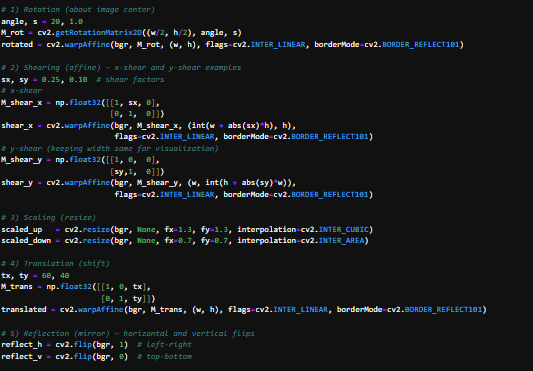 # 1) Rotation (about image center)
angle, s = 20, 1.0
M_rot = cv2.getRotationMatrix2D((w/2, h/2), angle, s)
rotated = cv2.warpAffine(bgr, M_rot, (w, h), flags=cv2.INTER_LINEAR, borderMode=cv2.BORDER_REFLECT101)

# 2) Shearing (affine) — x-shear and y-shear examples
sx, sy = 0.25, 0.10  # shear factors
# x-shear
M_shear_x = np.float32([[1, sx, 0],
                        [0, 1,  0]])
shear_x = cv2.warpAffine(bgr, M_shear_x, (int(w + abs(sx)*h), h),
                         flags=cv2.INTER_LINEAR, borderMode=cv2.BORDER_REFLECT101)
# y-shear (keeping width same for visualization)
M_shear_y = np.float32([[1, 0,  0],
                        [sy,1,  0]])
shear_y = cv2.warpAffine(bgr, M_shear_y, (w, int(h + abs(sy)*w)),
                         flags=cv2.INTER_LINEAR, borderMode=cv2.BORDER_REFLECT101)

# 3) Scaling (resize)
scaled_up   = cv2.resize(bgr, None, fx=1.3, fy=1.3, interpolation=cv2.INTER_CUBIC)
scaled_down = cv2.resize(bgr, None, fx=0.7, fy=0.7, interpolation=cv2.INTER_AREA)

# 4) Translation (shift)
tx, ty = 60, 40
M_trans = np.float32([[1, 0, tx],
                      [0, 1, ty]])
translated = cv2.warpAffine(bgr, M_trans, (w, h), flags=cv2.INTER_LINEAR, borderMode=cv2.BORDER_REFLECT101)

# 5) Reflection (mirror) — horizontal and vertical flips
reflect_h = cv2.flip(bgr, 1)  # left-right
reflect_v = cv2.flip(bgr, 0)  # top-bottom